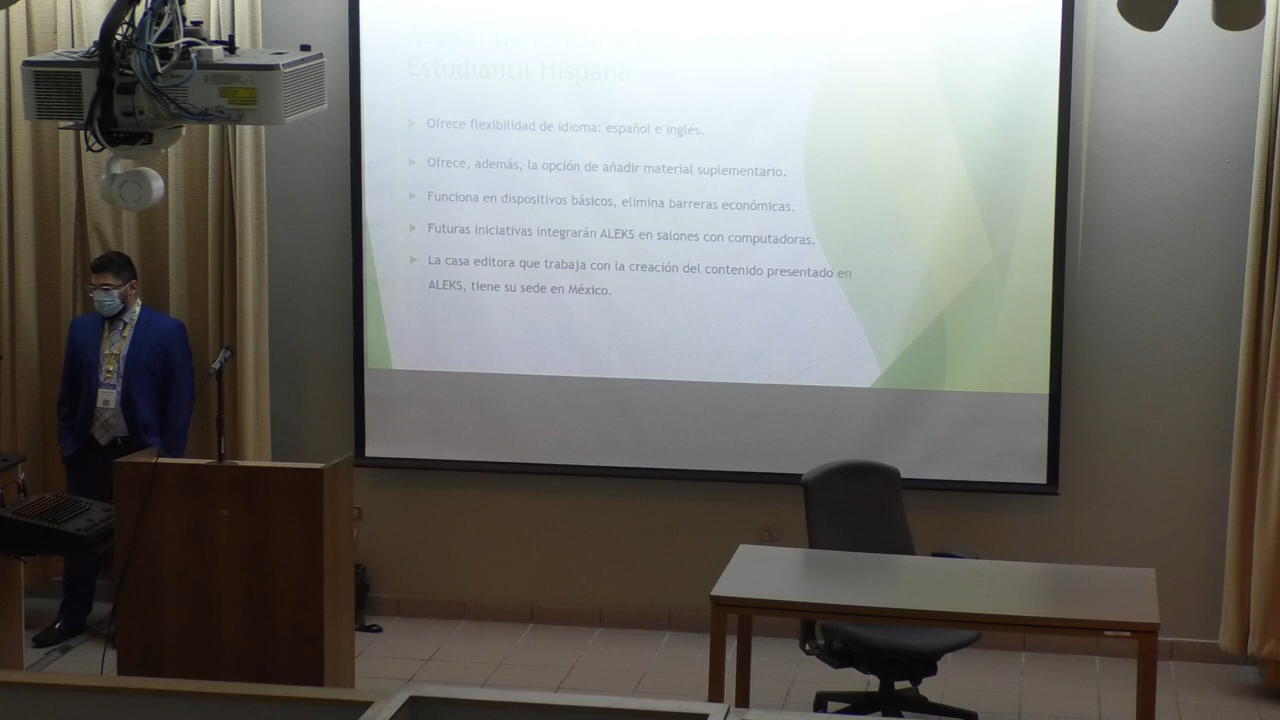 Estudiantil Hispana
Ofrece flexibilidad de idioma: español e inglés.
Ofrece, además, la opción de añadir material suplementario.
Funciona en dispositivos básicos, elimina barreras económicas.
Futuras iniciativas integrarán ALEKS en salones con computadoras.
La casa editora que trabaja con la creación del contenido presentado en
ALEKS, tiene su sede en México.